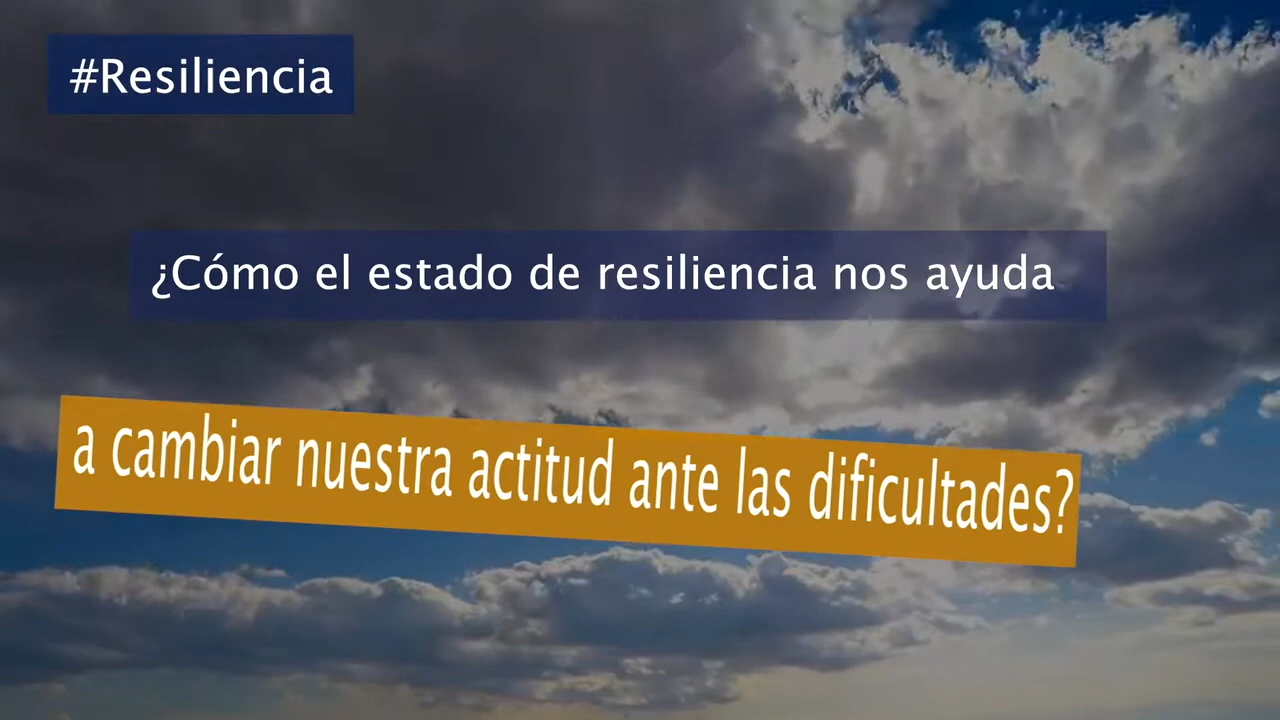 #Resiliencia
¿Cómo el estado de resiliencia nos ayuda
a cambiar nuestra actitud ante las dificultades?